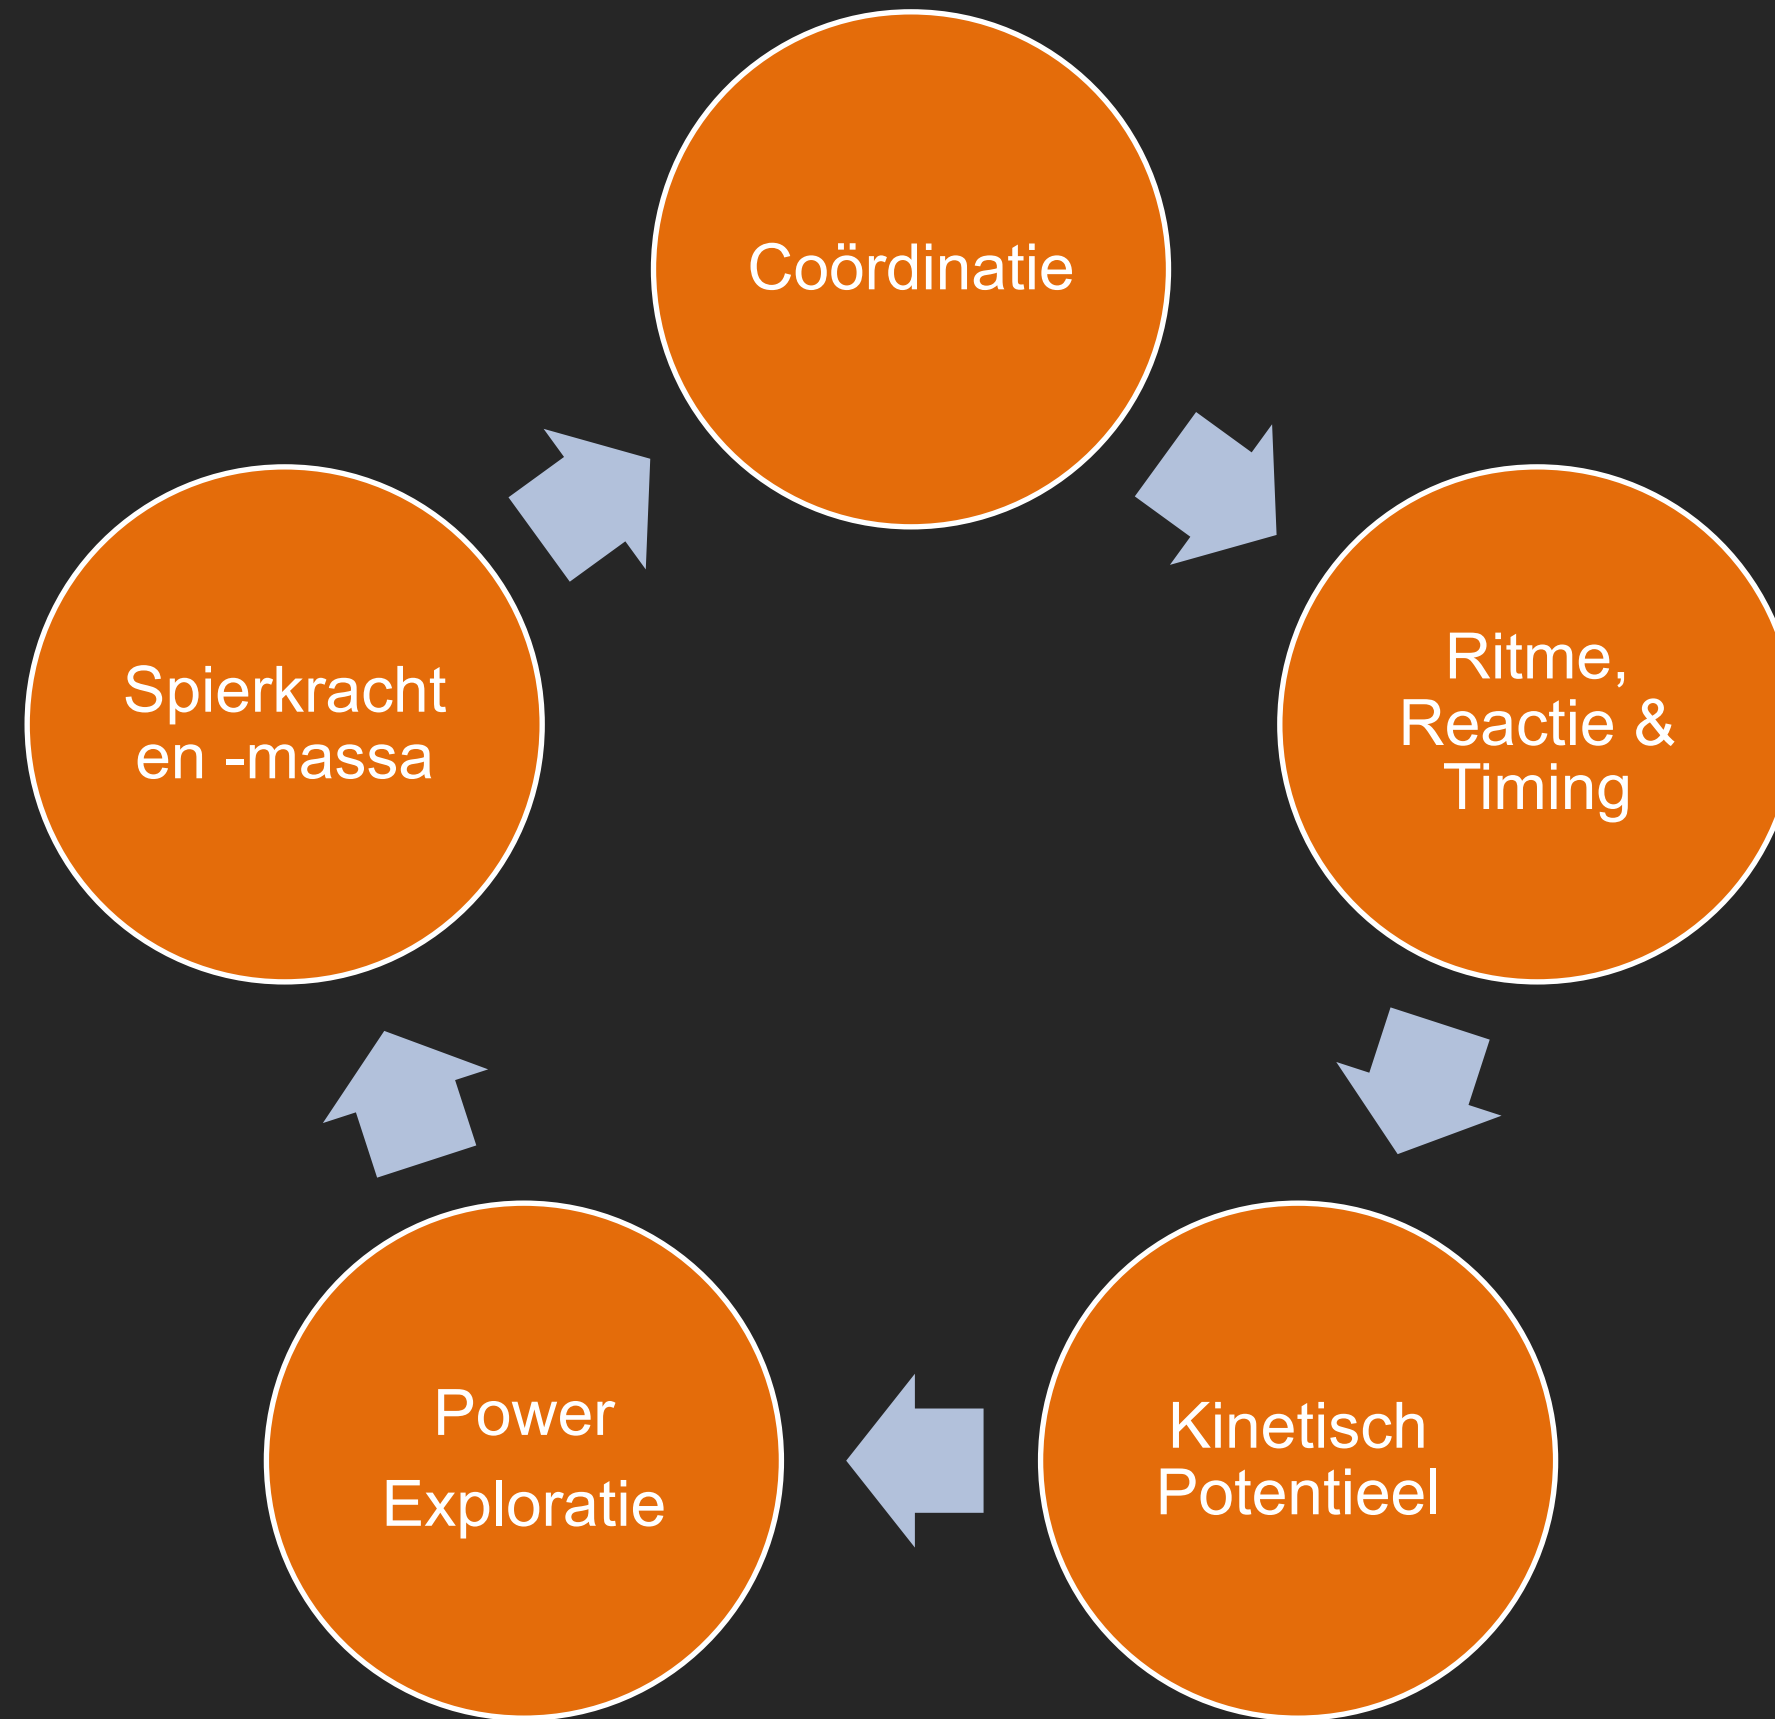 Coördinatie
Ritme,
Reactie &
Timing
Kinetisch
Potentieel
Power
Exploratie
Spierkracht
en -massa